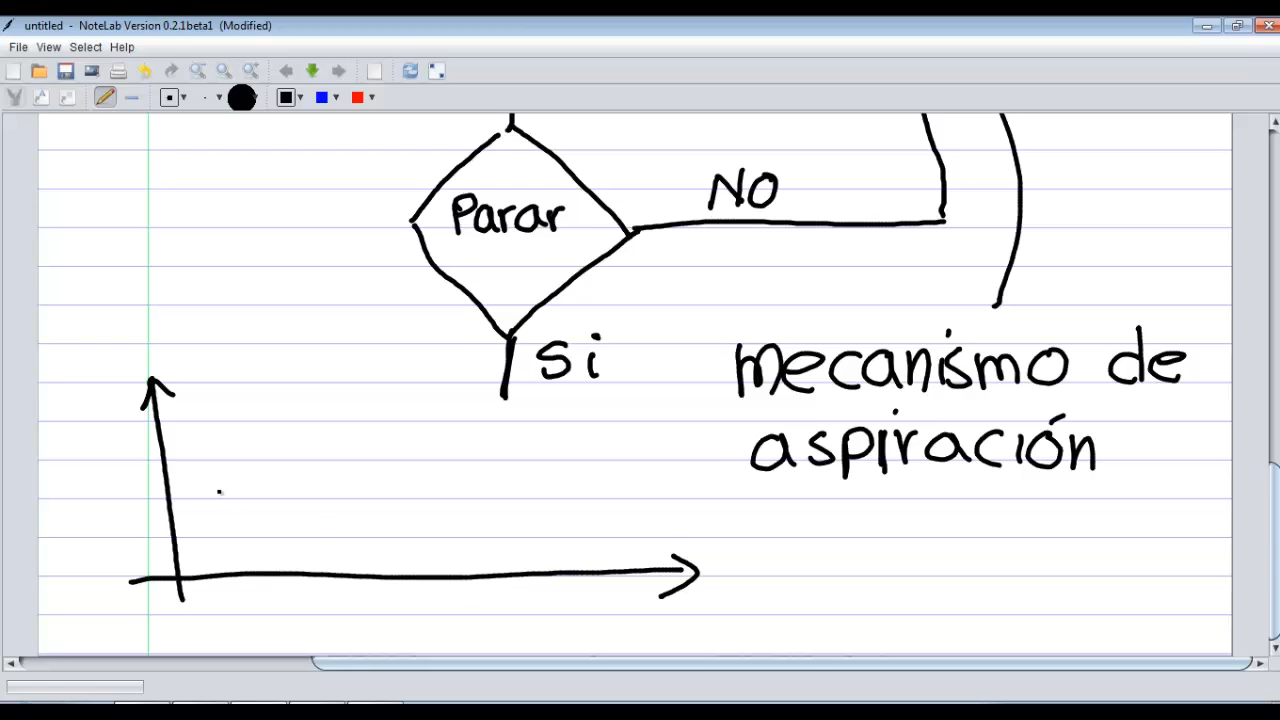 untitled - NoteLab Version 0.2.1beta1 (Modified)
File View Select Help
NO
Parar
Si
mecanismo de
aspiración